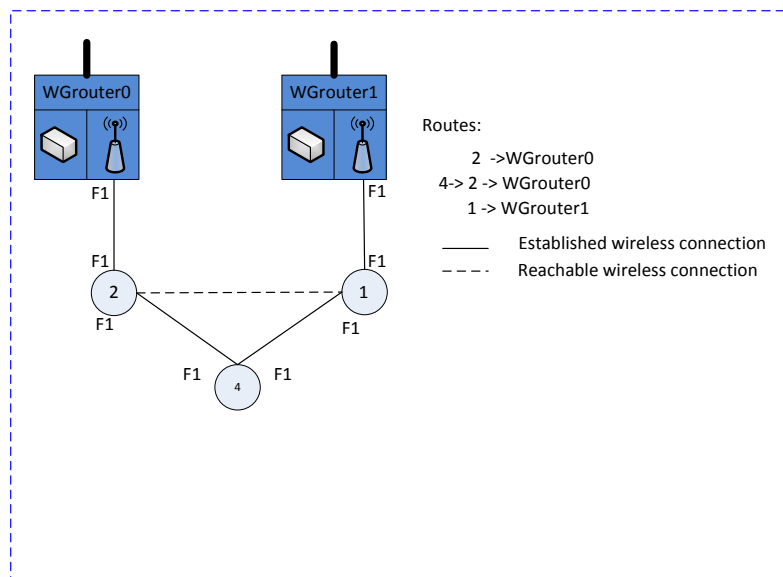 WGrouter0
WGrouter1
Routes:
2 ->WGrouter0
4-> 2 -> WGrouter0
1 -> WGrouter1
Established wireless connection
Reachable wireless connection
F1
F1
F1
F1
2
1
F1
F1
F1
F1
4